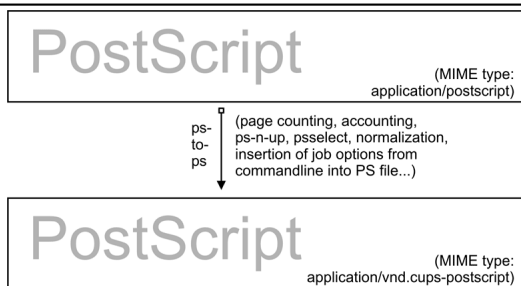 PostScript
(MIME type:
application/postscript)
ps-
to-
ps
(page counting, accounting,
ps-n-up, psselect, normalization,
insertion of job options from
commandline into PS file...)
PostScript
(MIME type:
application/vnd.cups-postscript)